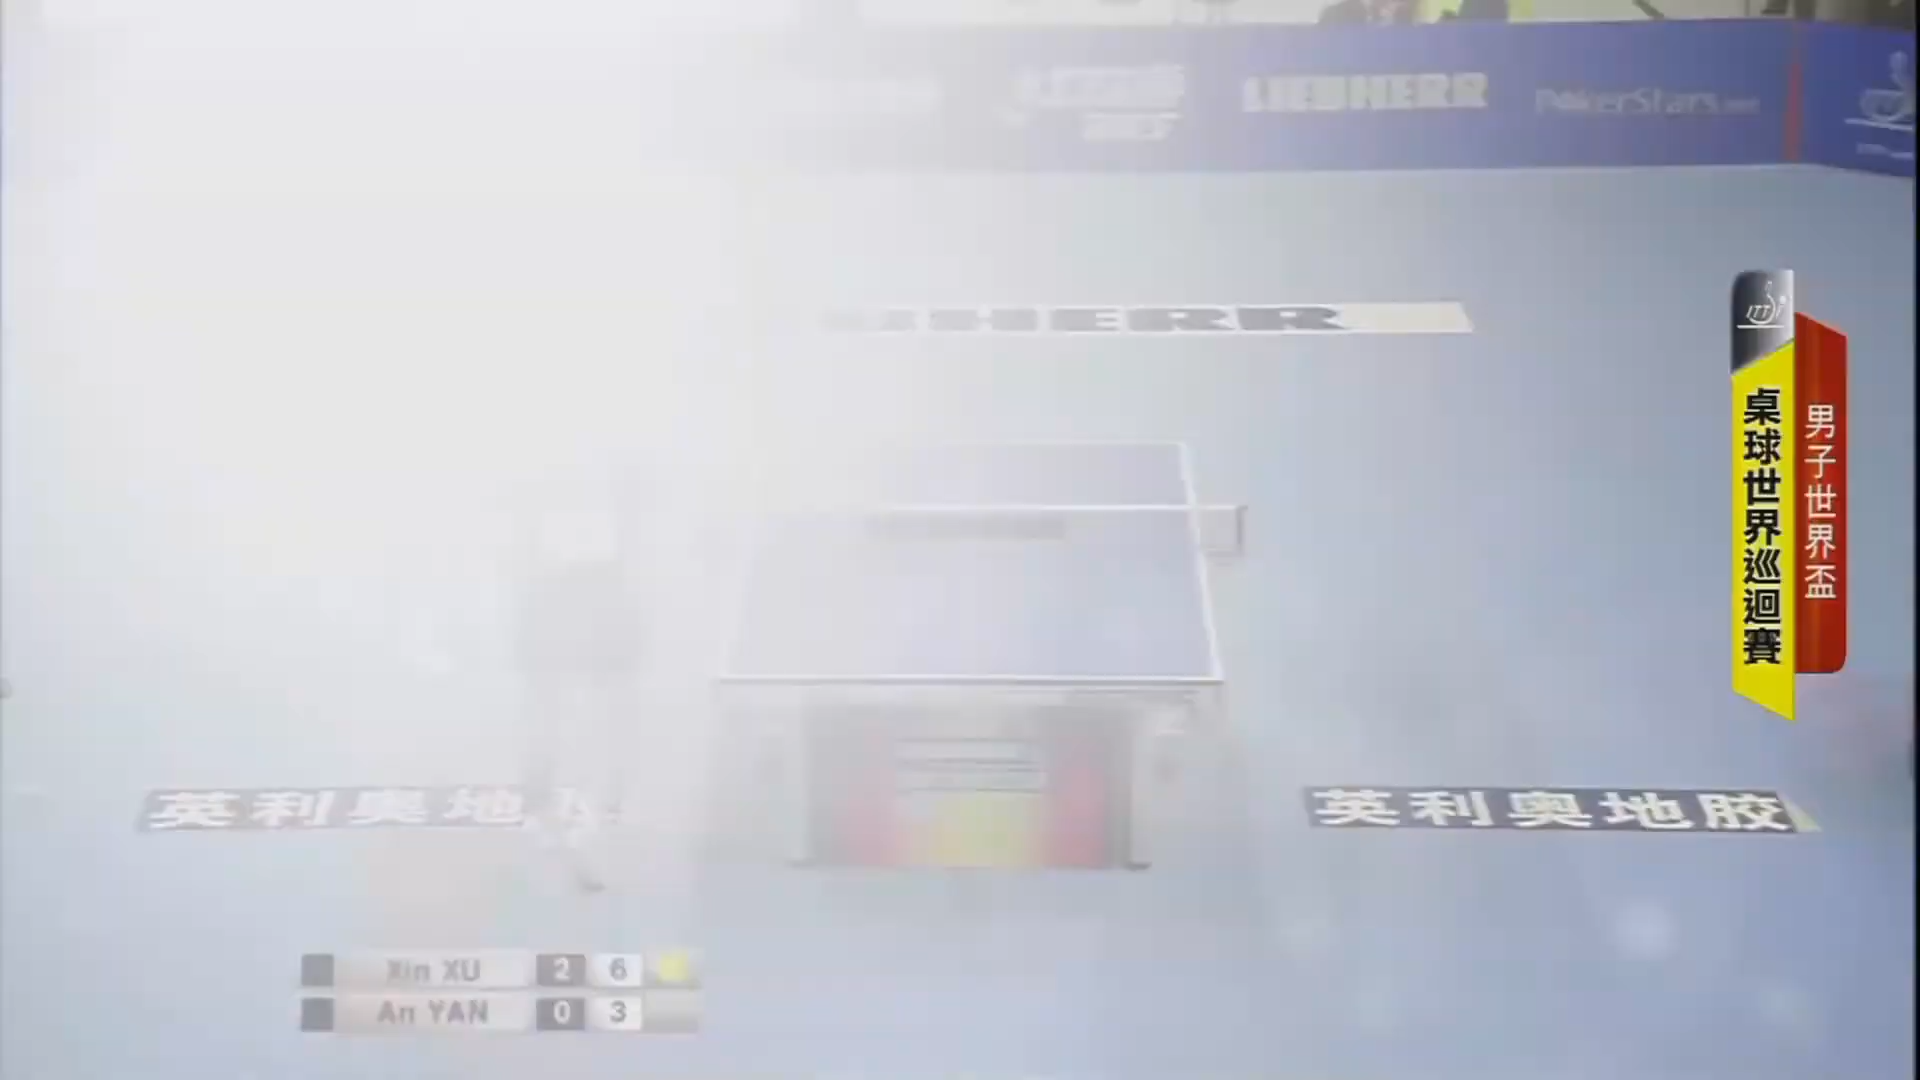 LIEBHERR
PokerStars
HERR
ITTF
桌球世界巡迴賽
男子世界盃
英利奥地
英利奥地胶
Xin XU 2 6
An YAN 0 3